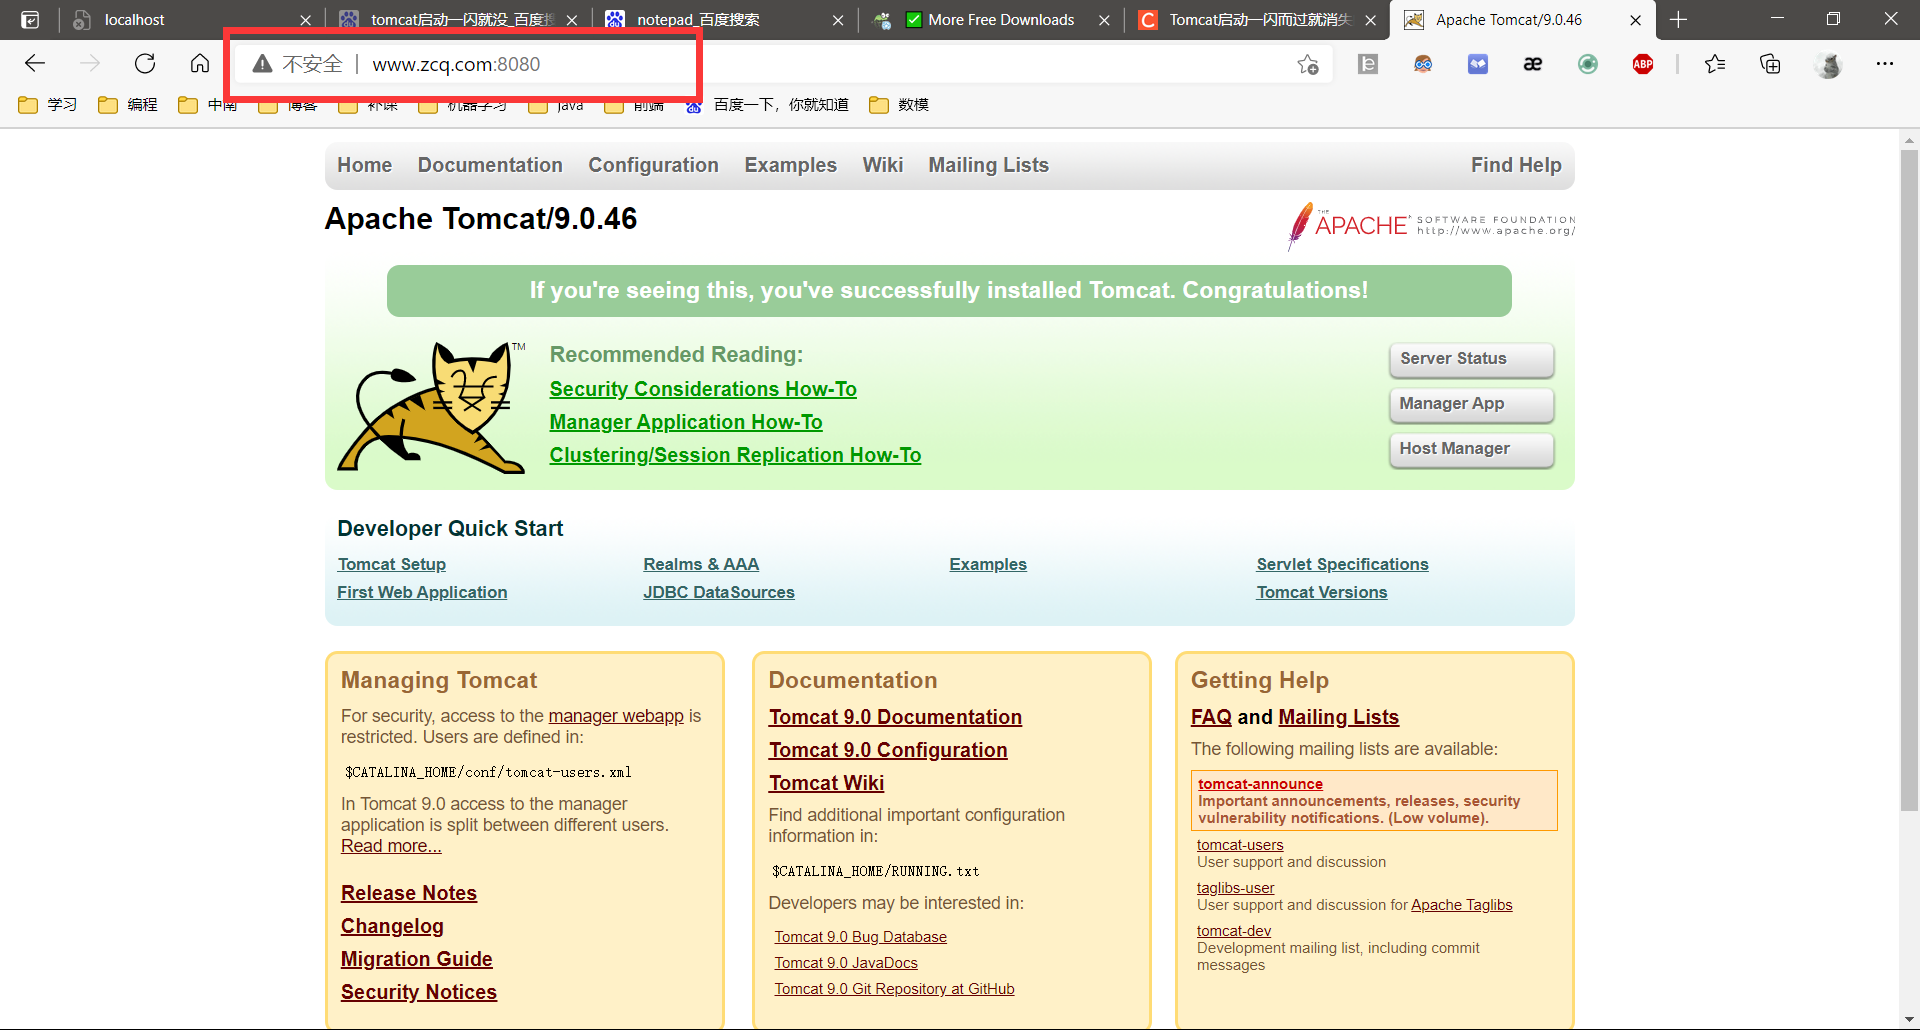 localhost
tomcat启动一闪就没_百度搜
notepad_百度搜索
More Free Downloads
Tomcat启动一闪而过就消失
Apache Tomcat/9.0.46
不安全 | www.zcq.com:8080
学习
编程
中南
博客
补课
机器学习
java
前端
百度一下，你就知道
数模
Home
Documentation
Configuration
Examples
Wiki
Mailing Lists
Find Help
Apache Tomcat/9.0.46
THE APACHE SOFTWARE FOUNDATION
http://www.apache.org/
If you're seeing this, you've successfully installed Tomcat. Congratulations!
TM
Recommended Reading:
Security Considerations How-To
Manager Application How-To
Clustering/Session Replication How-To
Server Status
Manager App
Host Manager
Developer Quick Start
Tomcat Setup
First Web Application
Realms & AAA
JDBC DataSources
Examples
Servlet Specifications
Tomcat Versions
Managing Tomcat
For security, access to the manager webapp is
restricted. Users are defined in:
$CATALINA_HOME/conf/tomcat-users.xml
In Tomcat 9.0 access to the manager
application is split between different users.
Read more...
Release Notes
Changelog
Migration Guide
Security Notices
Documentation
Tomcat 9.0 Documentation
Tomcat 9.0 Configuration
Tomcat Wiki
Find additional important configuration
information in:
$CATALINA_HOME/RUNNING.txt
Developers may be interested in:
Tomcat 9.0 Bug Database
Tomcat 9.0 JavaDocs
Tomcat 9.0 Git Repository at GitHub
Getting Help
FAQ and Mailing Lists
The following mailing lists are available:
tomcat-announce
Important announcements, releases, security
vulnerability notifications. (Low volume).
tomcat-users
User support and discussion
taglibs-user
User support and discussion for Apache Taglibs
tomcat-dev
Development mailing list, including commit
messages